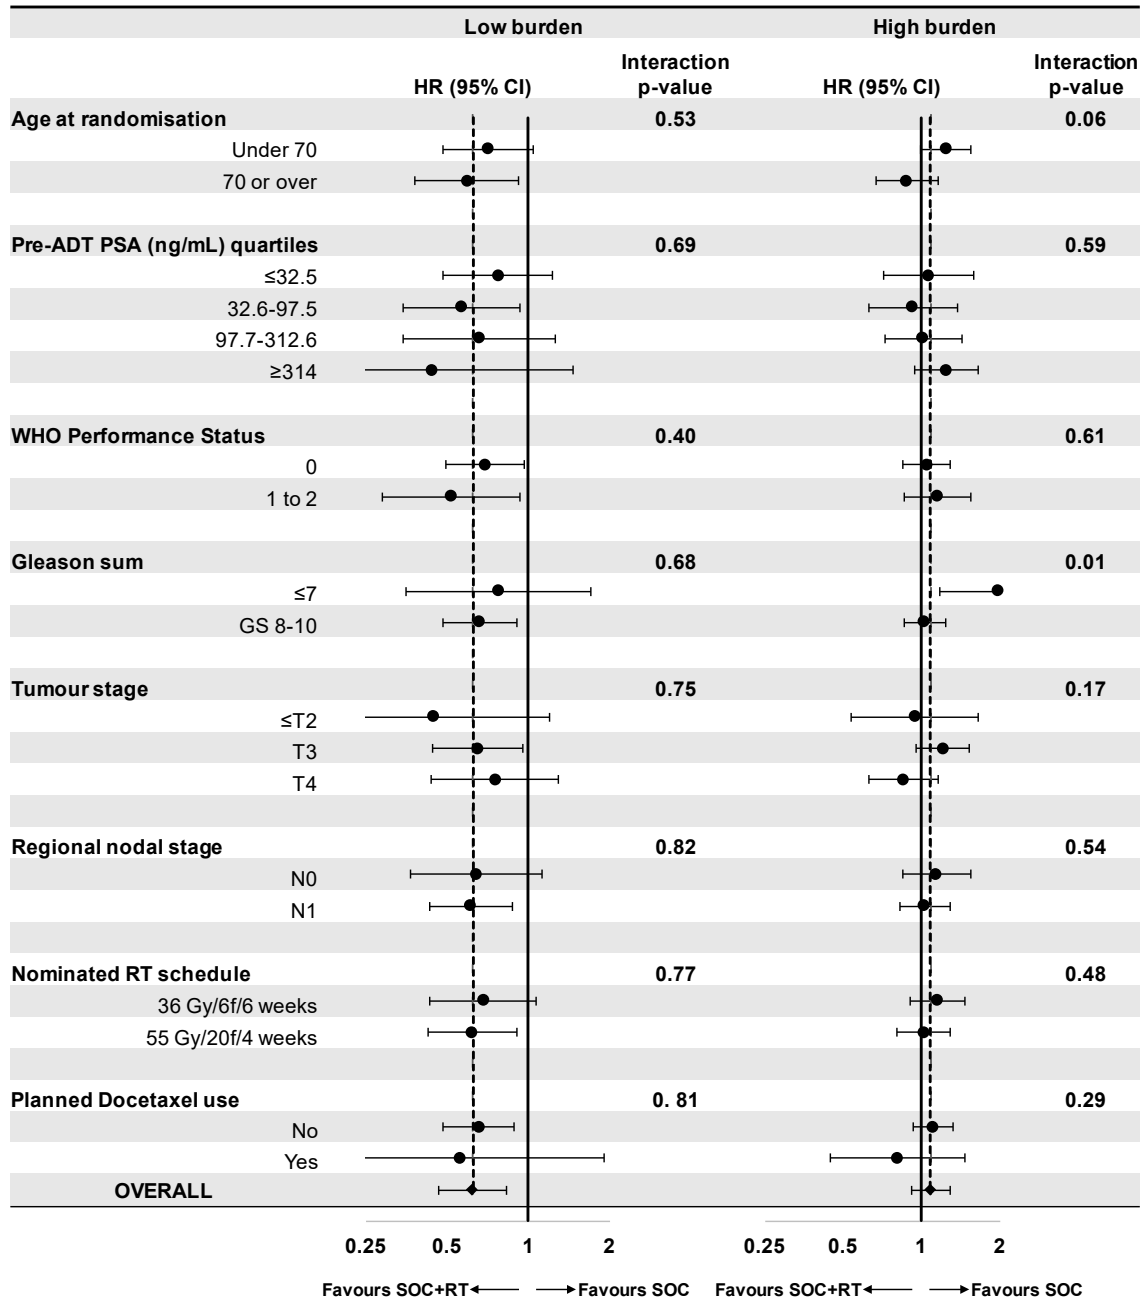 Low burden High burden
HR (95% CI) Interaction p-value HR (95% CI) Interaction p-value
Age at randomisation 0.53 0.06
Under 70
70 or over
Pre-ADT PSA (ng/mL) quartiles 0.69 0.59
≤32.5
32.6-97.5
97.7-312.6
≥314
WHO Performance Status 0.40 0.61
0
1 to 2
Gleason sum 0.68 0.01
≤7
GS 8-10
Tumour stage 0.75 0.17
≤T2
T3
T4
Regional nodal stage 0.82 0.54
N0
N1
Nominated RT schedule 0.77 0.48
36 Gy/6f/6 weeks
55 Gy/20f/4 weeks
Planned Docetaxel use 0. 81 0.29
No
Yes
OVERALL
0.25 0.5 1 2 0.25 0.5 1 2
Favours SOC+RT Favours SOC Favours SOC+RT Favours SOC